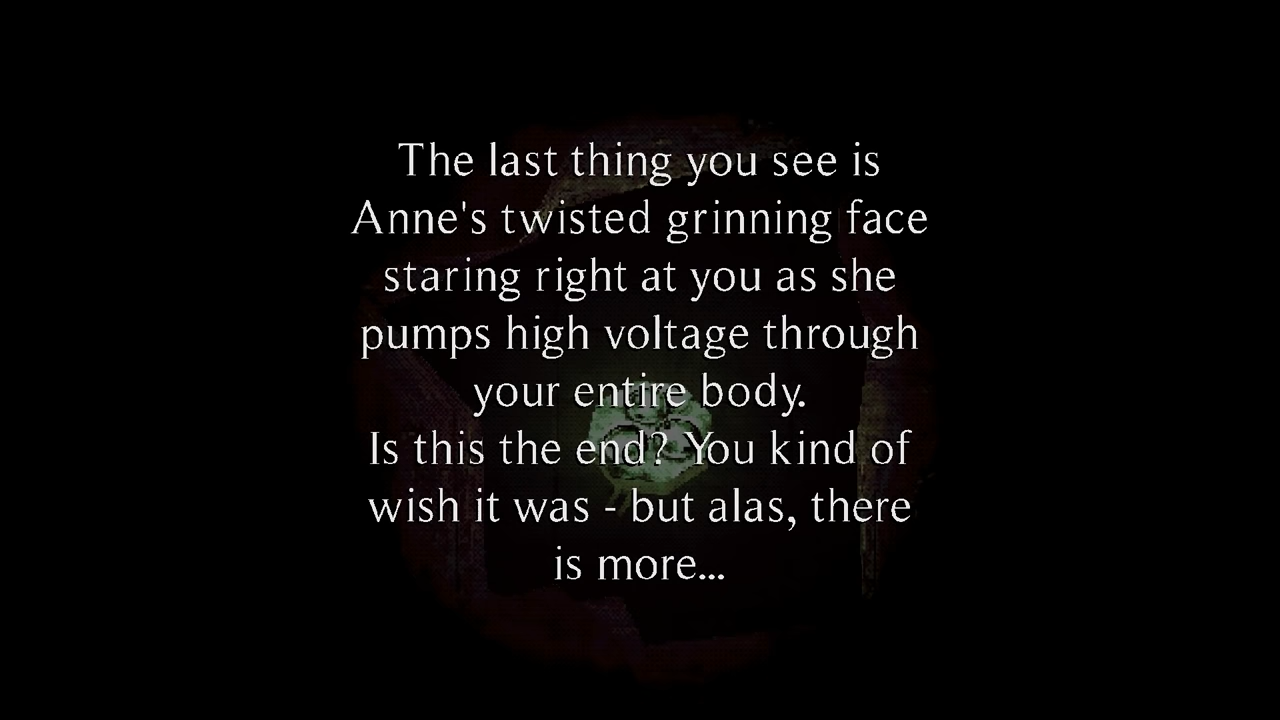 The last thing you see is
Anne's twisted grinning face
staring right at you as she
pumps high voltage through
your entire body.
Is this the end? You kind of
wish it was - but alas, there
is more...